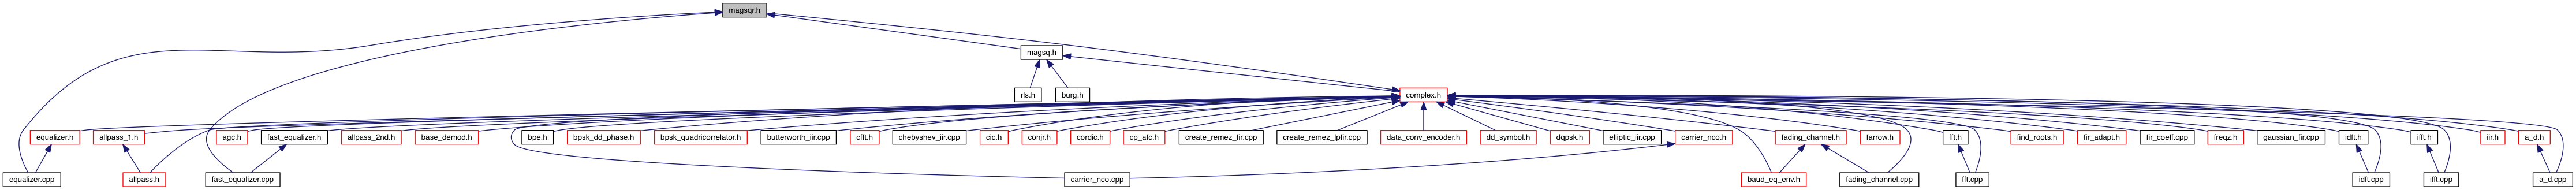 magsqr.h
magsq.h
rls.h
burg.h
complex.h
equalizer.h
allpass_1.h
agc.h
fast_equalizer.h
allpass_2nd.h
base_demod.h
bpe.h
bpsk_dd_phase.h
bpsk_quadricorrelator.h
butterworth_iir.cpp
cfft.h
chebyshev_iir.cpp
cic.h
conjr.h
cordic.h
cp_afc.h
create_remez_fir.cpp
create_remez_lpfir.cpp
data_conv_encoder.h
dd_symbol.h
dqpsk.h
elliptic_iir.cpp
carrier_nco.h
fading_channel.h
farrow.h
fft.h
find_roots.h
fir_adapt.h
fir_coeff.cpp
freqz.h
gaussian_fir.cpp
idft.h
ifft.h
iir.h
a_d.h
equalizer.cpp
allpass.h
fast_equalizer.cpp
carrier_nco.cpp
baud_eq_env.h
fading_channel.cpp
fft.cpp
idft.cpp
ifft.cpp
a_d.cpp